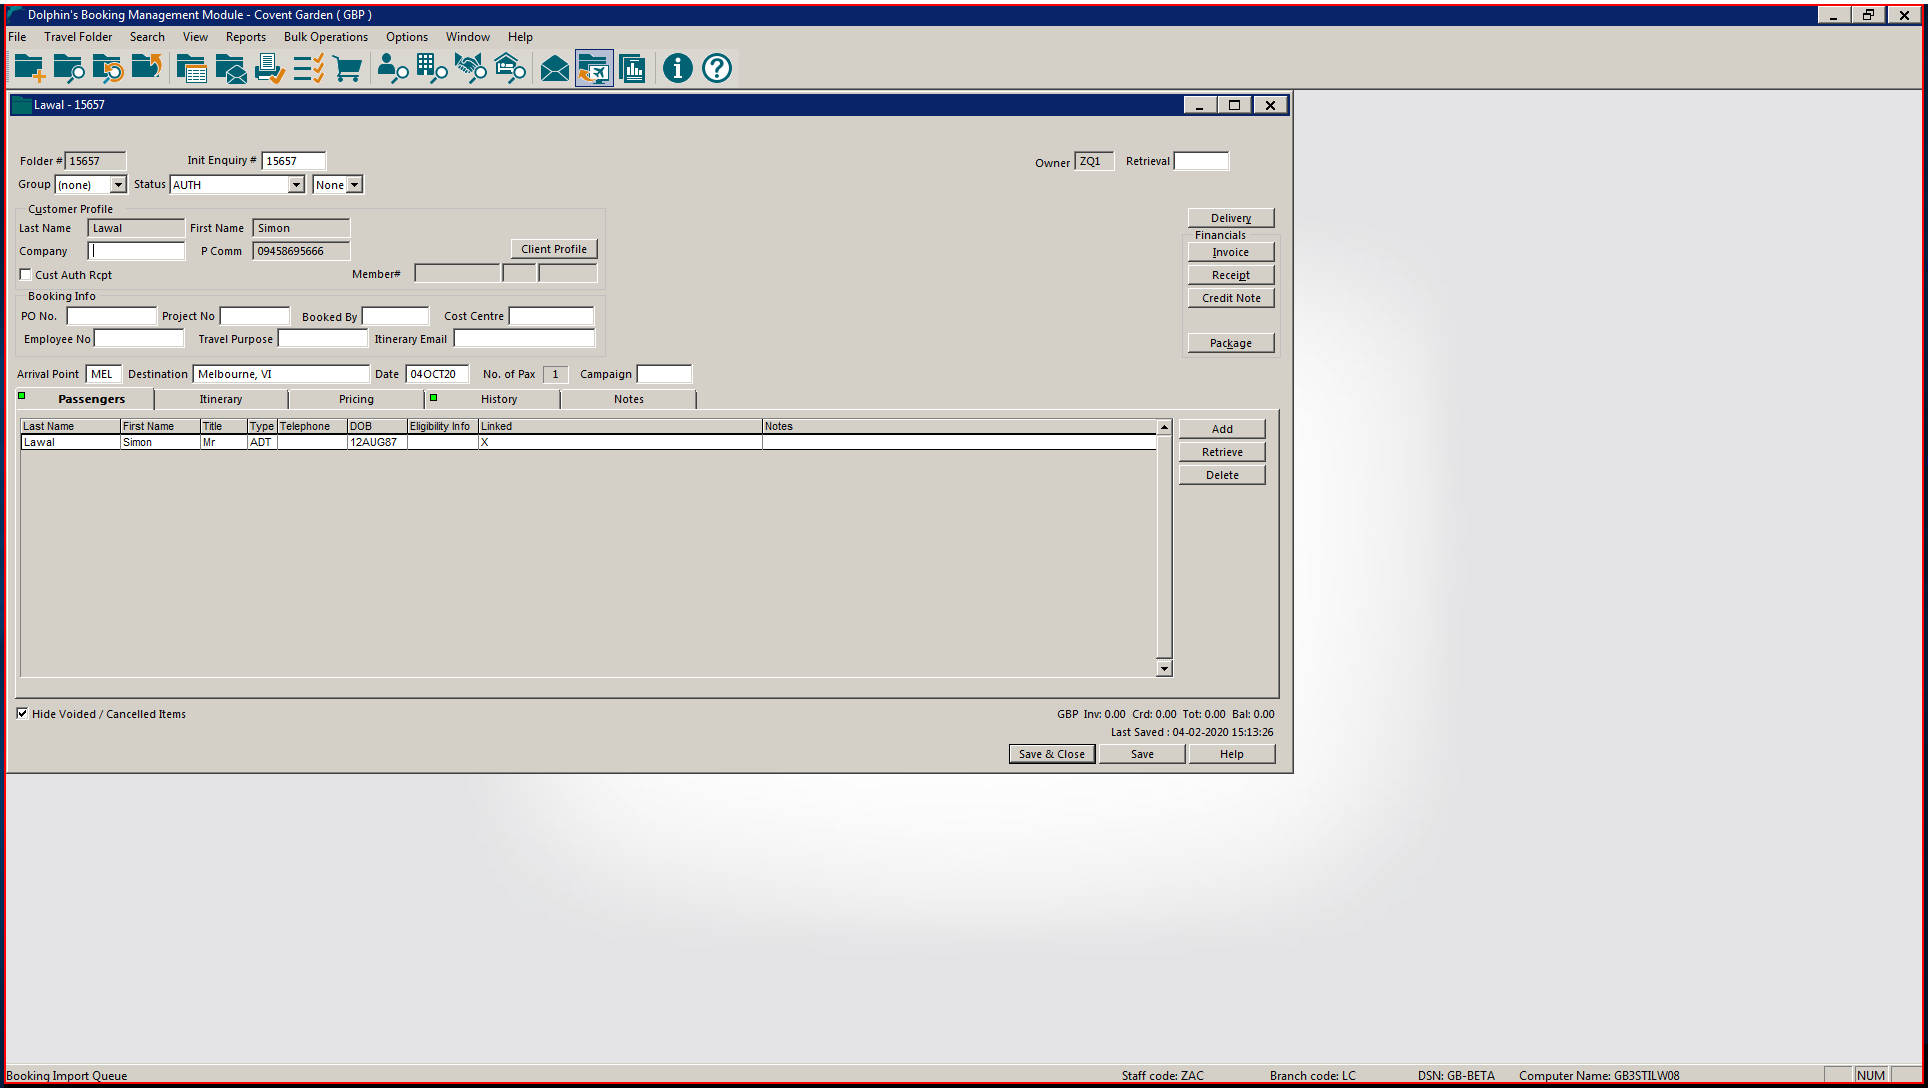 Dolphin's Booking Management Module - Covent Garden ( GBP )
File Travel Folder Search View Reports Bulk Operations Options Window Help
Lawal - 15657
Folder # 15657 Init Enquiry # 15657 Owner ZQ1 Retrieval
Group (none) Status AUTH None
Customer Profile
Last Name Lawal First Name Simon
Company P Comm 09458695666 Client Profile
Cust Auth Rcpt Member#
Delivery
Financials
Invoice
Receipt
Credit Note
Package
Booking Info
PO No. Project No Booked By Cost Centre
Employee No Travel Purpose Itinerary Email
Arrival Point MEL Destination Melbourne, VI Date 04OCT20 No. of Pax 1 Campaign
Passengers Itinerary Pricing History Notes
Last Name First Name Title Type Telephone DOB Eligibility Info Linked Notes
Lawal Simon Mr ADT 12AUG87 X
Add
Retrieve
Delete
Hide Voided / Cancelled Items
GBP Inv: 0.00 Crd: 0.00 Tot: 0.00 Bal: 0.00
Last Saved : 04-02-2020 15:13:26
Save & Close Save Help
Booking Import Queue Staff code: ZAC Branch code: LC DSN: GB-BETA Computer Name: GB3STILW08 NUM